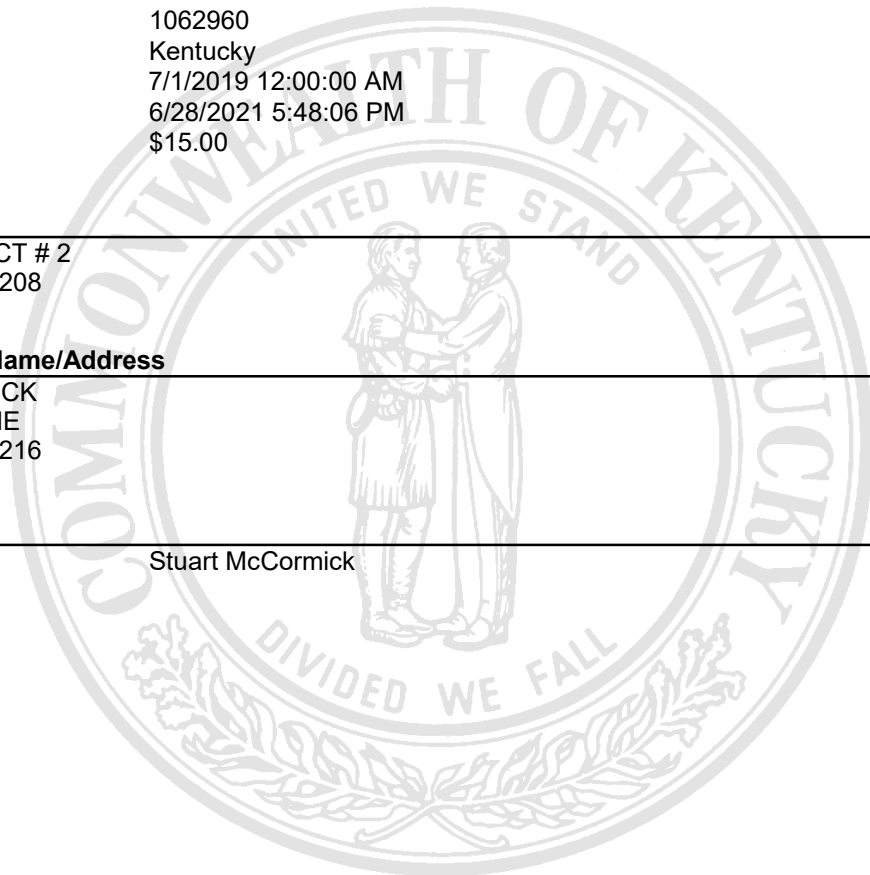 1062960
Kentucky
7/1/2019 12:00:00 AM
6/28/2021 5:48:06 PM
$15.00
CT # 2
208
Name/Address
CK
NE
216
Stuart McCormick
COMMONWEALTH OF KENTUCKY
UNITED WE STAND
DIVIDED WE FALL